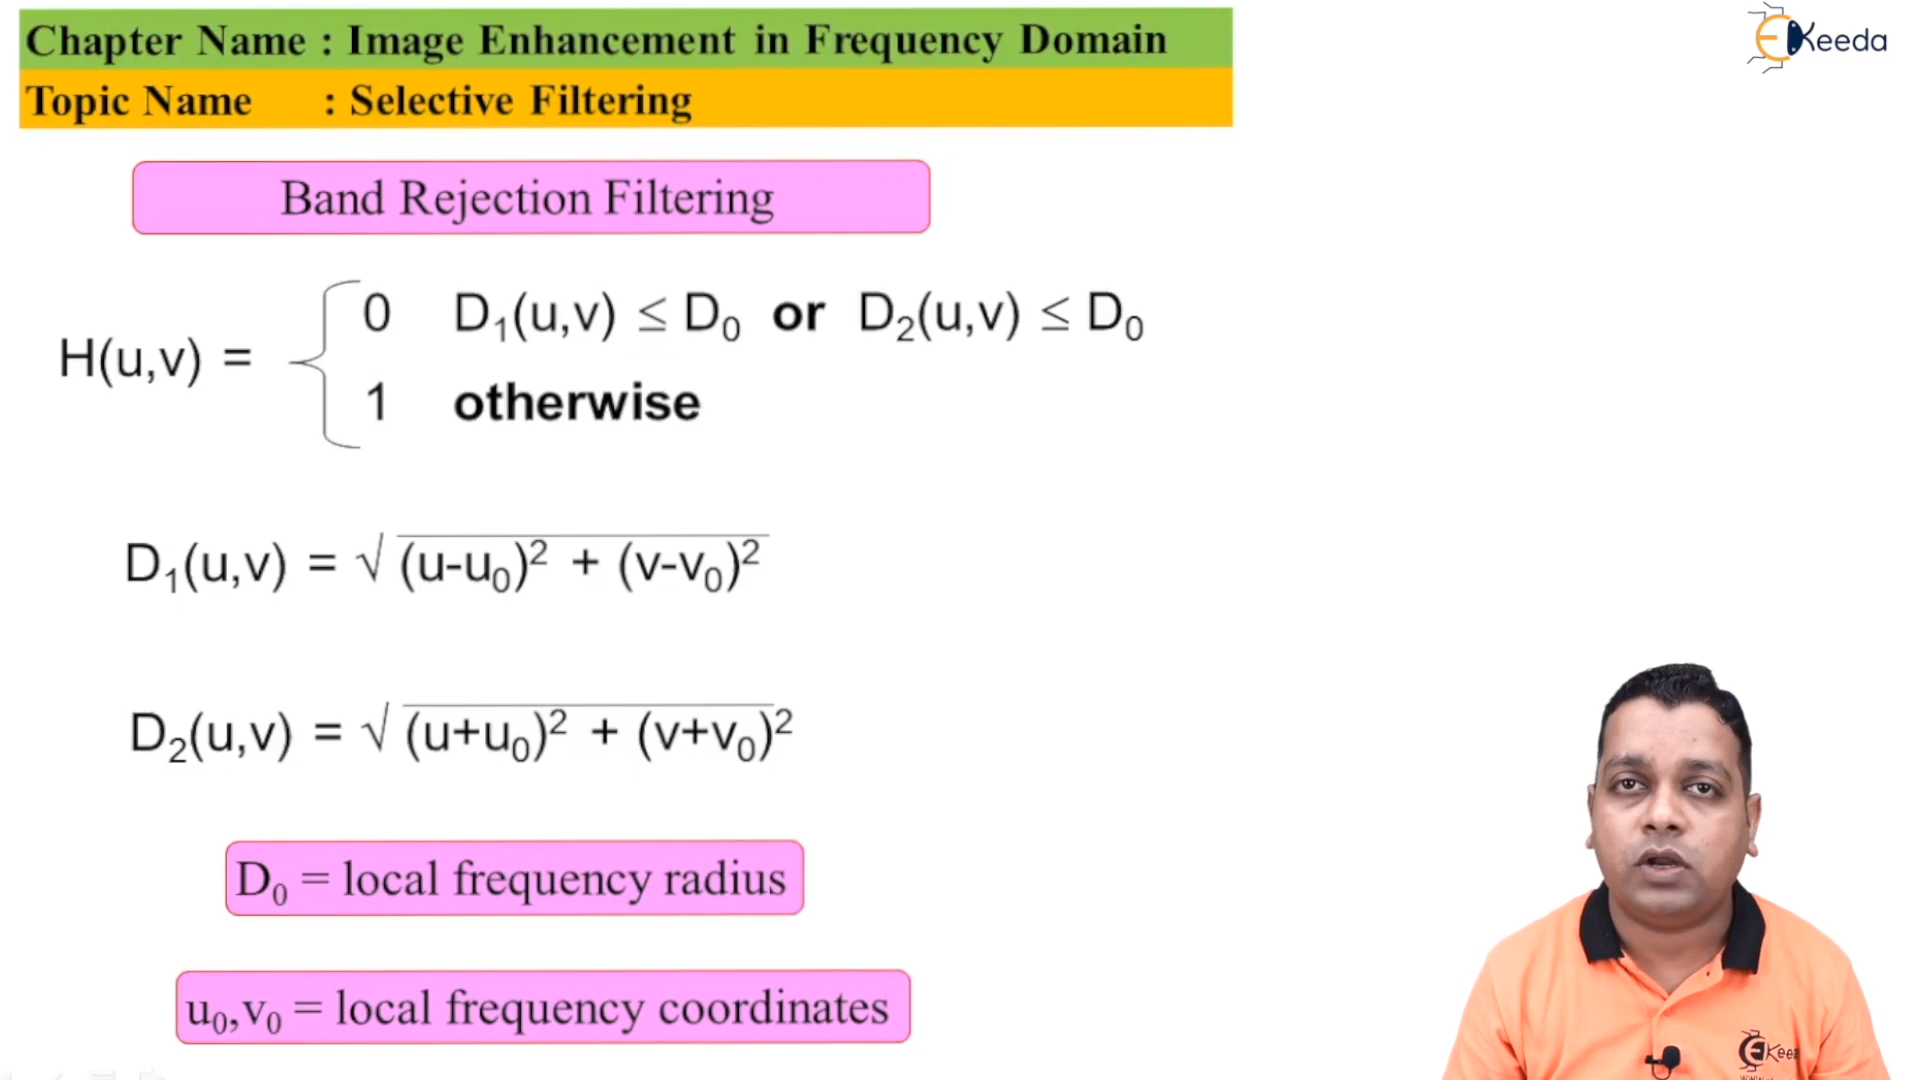 Chapter Name : Image Enhancement in Frequency Domain
Topic Name : Selective Filtering
EKeeda
Band Rejection Filtering
H(u,v) = { 0 D₁(u,v) ≤ D₀ or D₂(u,v) ≤ D₀
1 otherwise
D₁(u,v) = √(u-u₀)² + (v-v₀)²
D₂(u,v) = √(u+u₀)² + (v+v₀)²
D₀ = local frequency radius
u₀,v₀ = local frequency coordinates